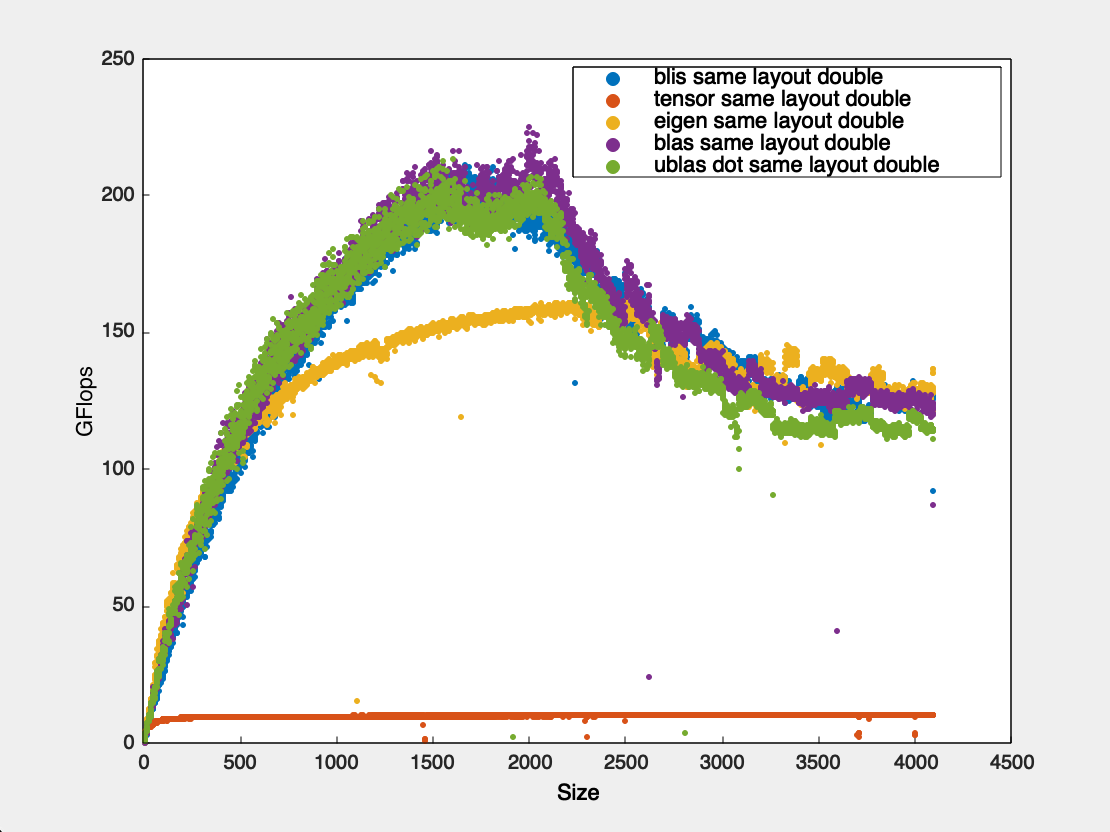 250
200
150
100
50
0
GFlops
blis same layout double
tensor same layout double
eigen same layout double
blas same layout double
ublas dot same layout double
0 500 1000 1500 2000 2500 3000 3500 4000 4500
Size